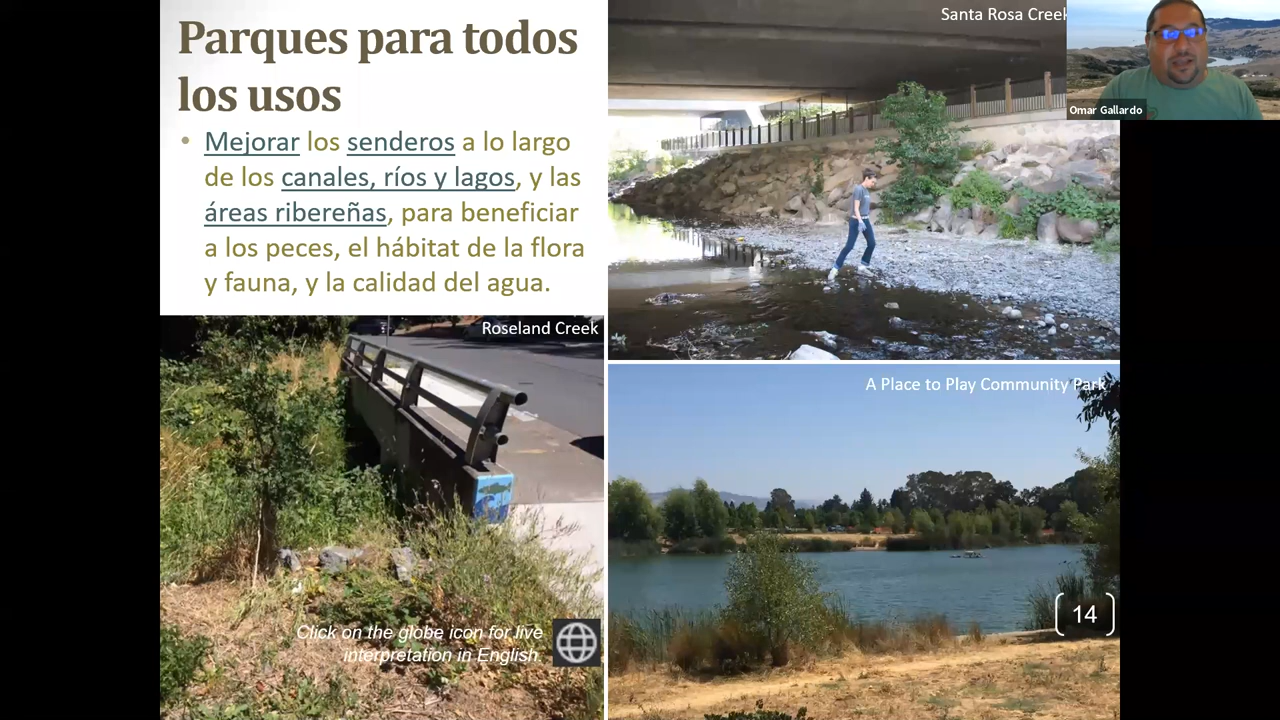 Parques para todos
los usos
• Mejorar los senderos a lo largo
de los canales, ríos y lagos, y las
áreas ribereñas, para beneficiar
a los peces, el hábitat de la flora
y fauna, y la calidad del agua.
Santa Rosa Creek
Omar Gallardo
Roseland Creek
Click on the globe icon for live
interpretation in English.
A Place to Play Community Park
14